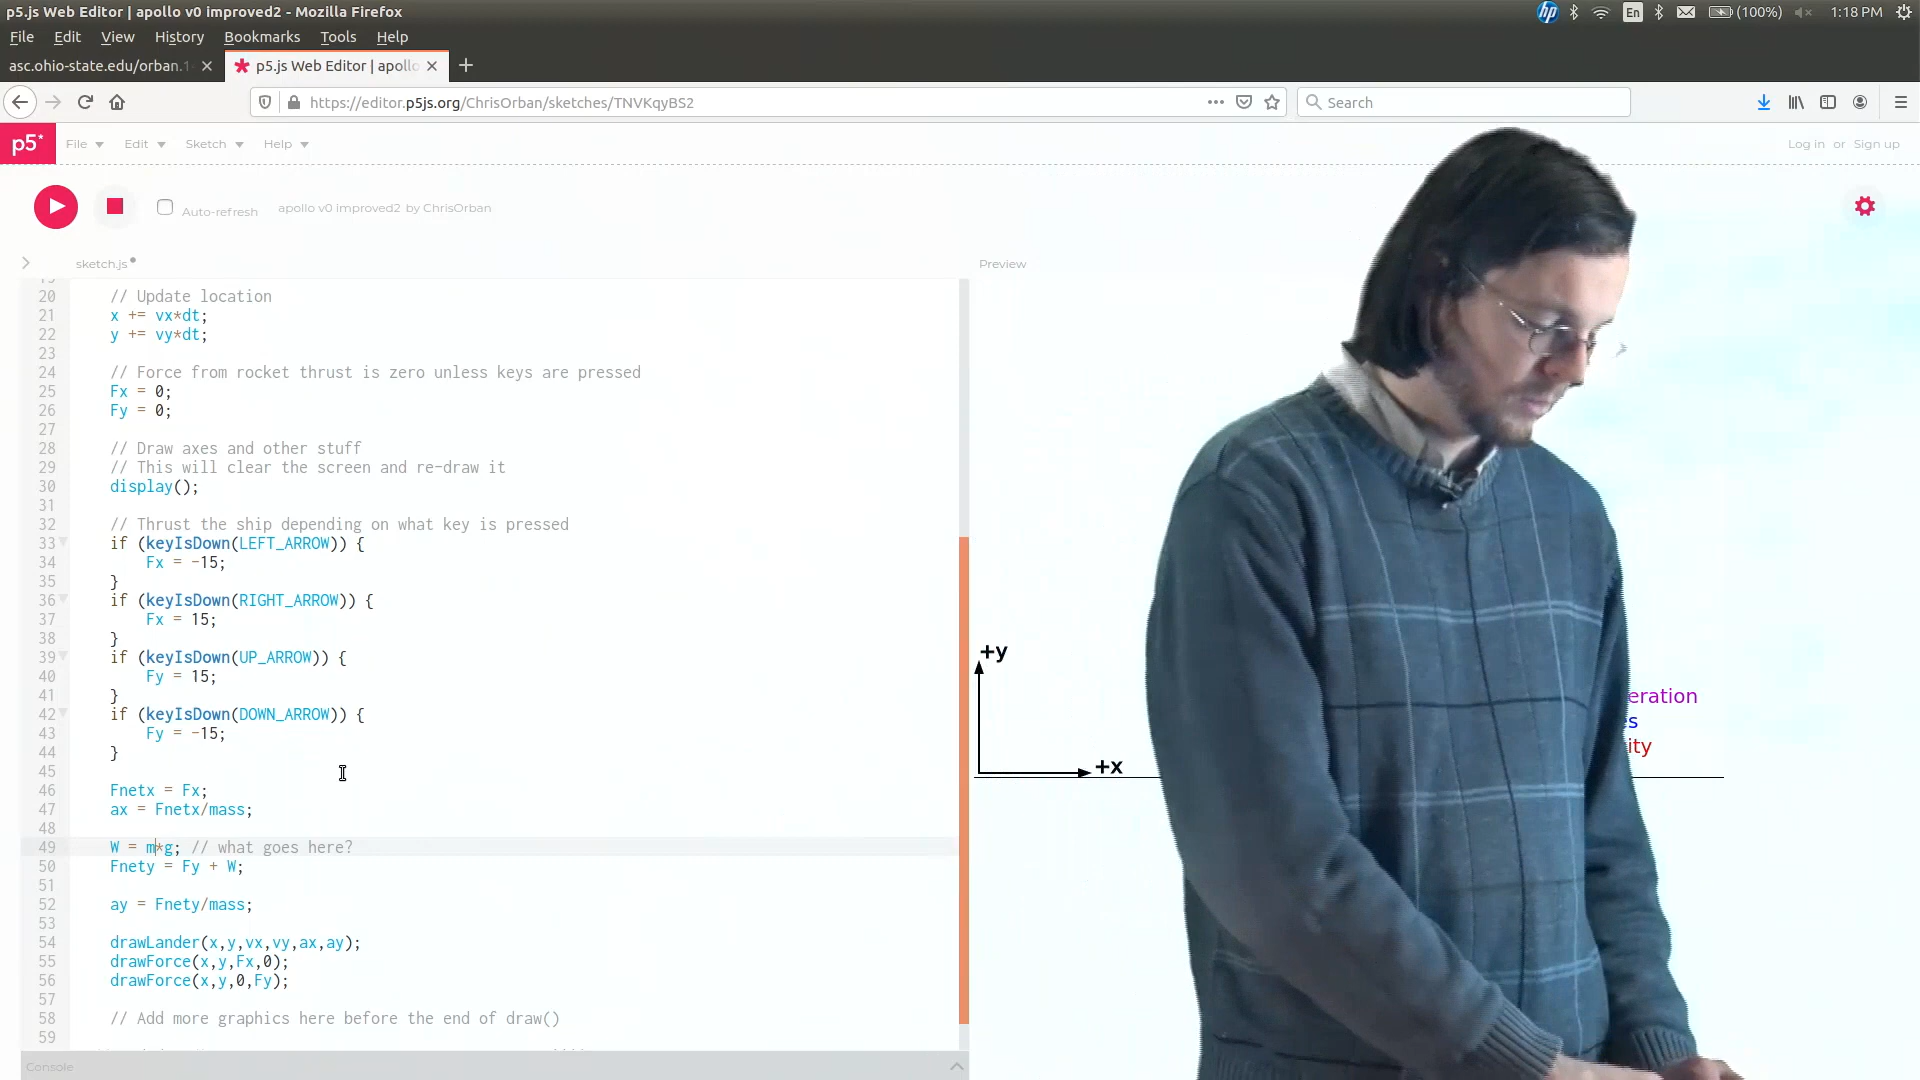 p5.js Web Editor | apollo v0 improved2 - Mozilla Firefox
hp
En
(100%)
1:18 PM
File Edit View History Bookmarks Tools Help
asc.ohio-state.edu/orban.1
p5.js Web Editor | apollo
https://editor.p5js.org/ChrisOrban/sketches/TNVKqyBS2
Search
p5*
File Edit Sketch Help
Log in or Sign up
Auto-refresh
apollo v0 improved2 by ChrisOrban
sketch.js
Preview
20 // Update location
21 x += vx*dt;
22 y += vy*dt;
23
24 // Force from rocket thrust is zero unless keys are pressed
25 Fx = 0;
26 Fy = 0;
27
28 // Draw axes and other stuff
29 // This will clear the screen and re-draw it
30 display();
31
32 // Thrust the ship depending on what key is pressed
33 if (keyIsDown(LEFT_ARROW)) {
34 Fx = -15;
35 }
36 if (keyIsDown(RIGHT_ARROW)) {
37 Fx = 15;
38 }
39 if (keyIsDown(UP_ARROW)) {
40 Fy = 15;
41 }
42 if (keyIsDown(DOWN_ARROW)) {
43 Fy = -15;
44 }
45
46 Fnetx = Fx;
47 ax = Fnetx/mass;
48
49 W = m*g; // what goes here?
50 Fnety = Fy + W;
51
52 ay = Fnety/mass;
53
54 drawLander(x,y,vx,vy,ax,ay);
55 drawForce(x,y,Fx,0);
56 drawForce(x,y,0,Fy);
57
58 // Add more graphics here before the end of draw()
59
Console
+y
+x
eration
es
ity